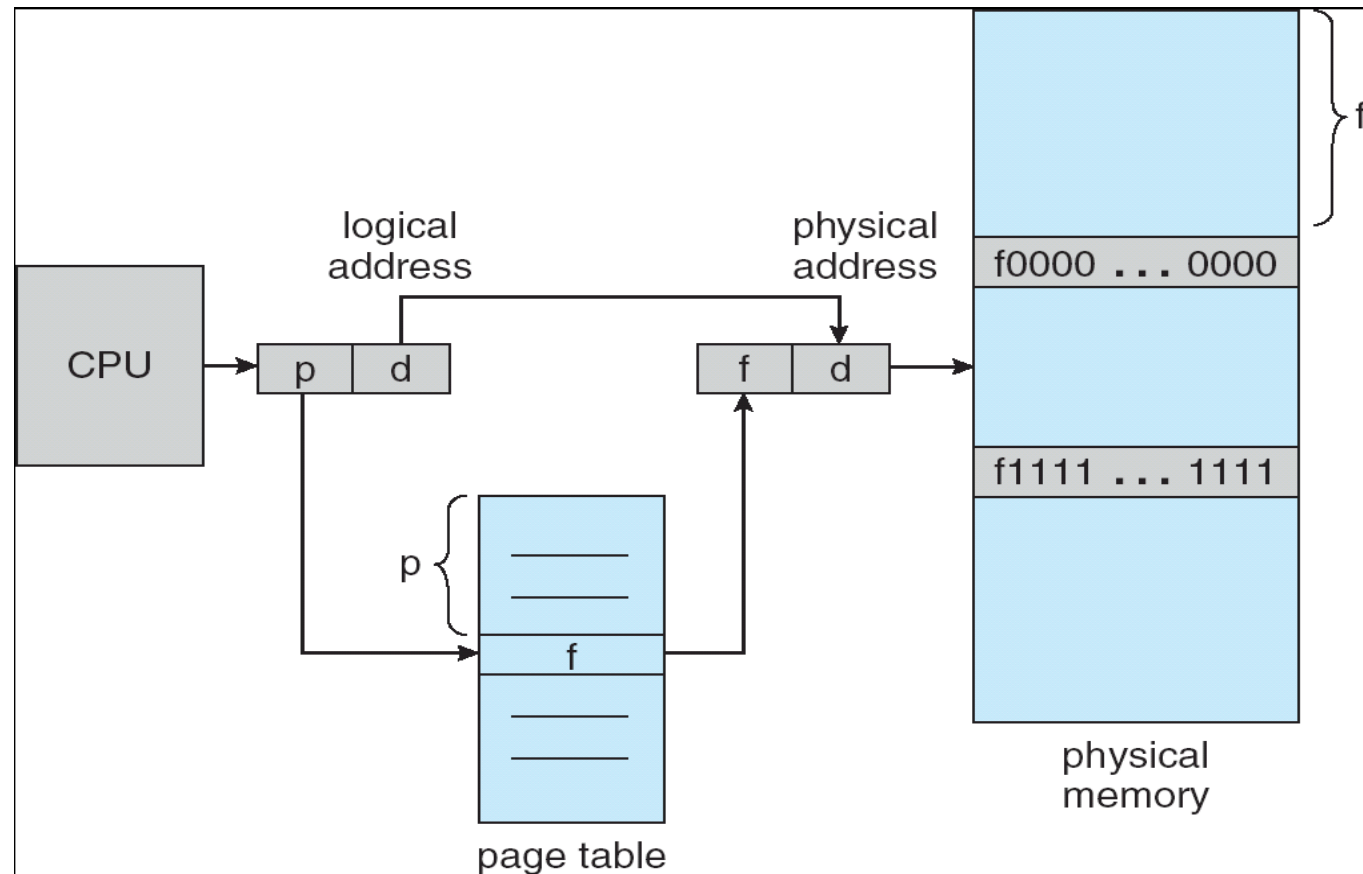 f
logical
address
physical
address
f0000 ... 0000
CPU
p
d
f
d
f1111 ... 1111
p
f
physical
memory
page table